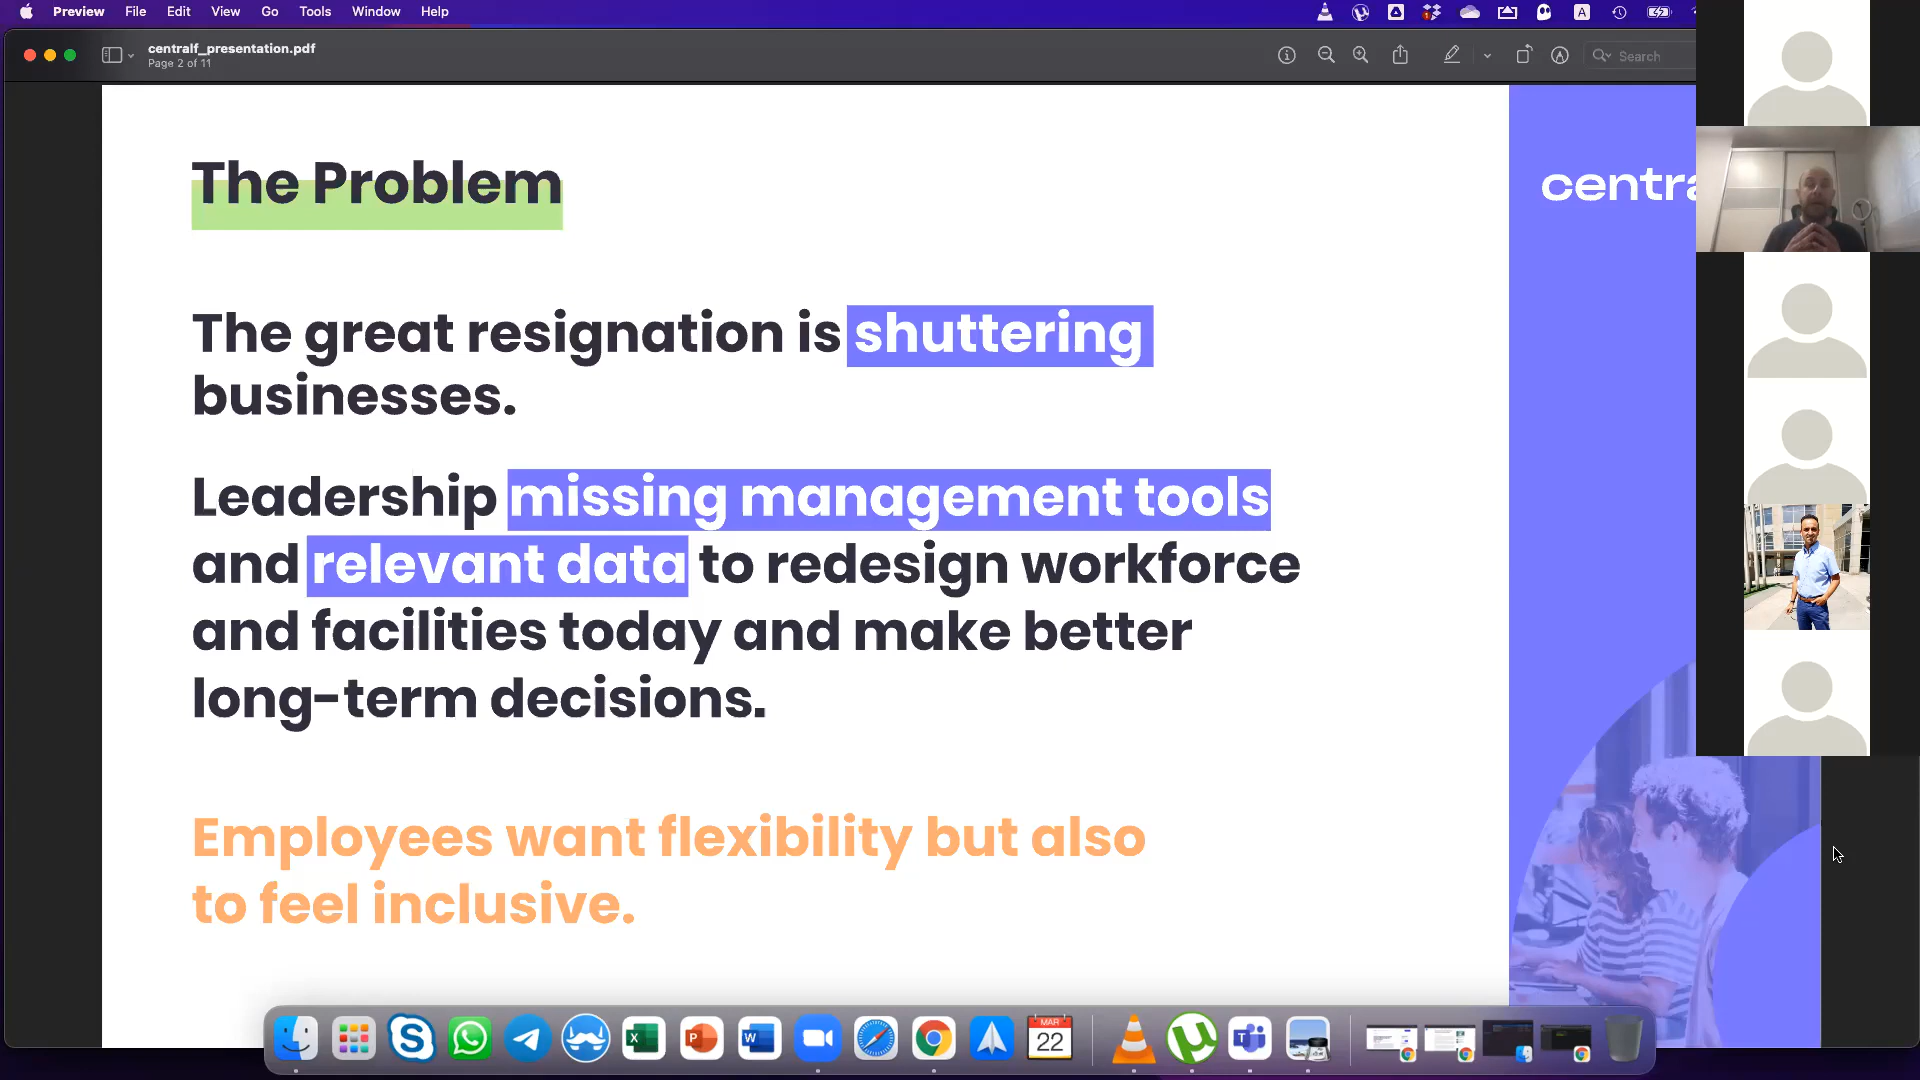 Preview File Edit View Go Tools Window Help
centralf_presentation.pdf
Page 2 of 11
Search
The Problem
centra
The great resignation is shuttering
businesses.
Leadership missing management tools
and relevant data to redesign workforce
and facilities today and make better
long-term decisions.
Employees want flexibility but also
to feel inclusive.
MAR
22